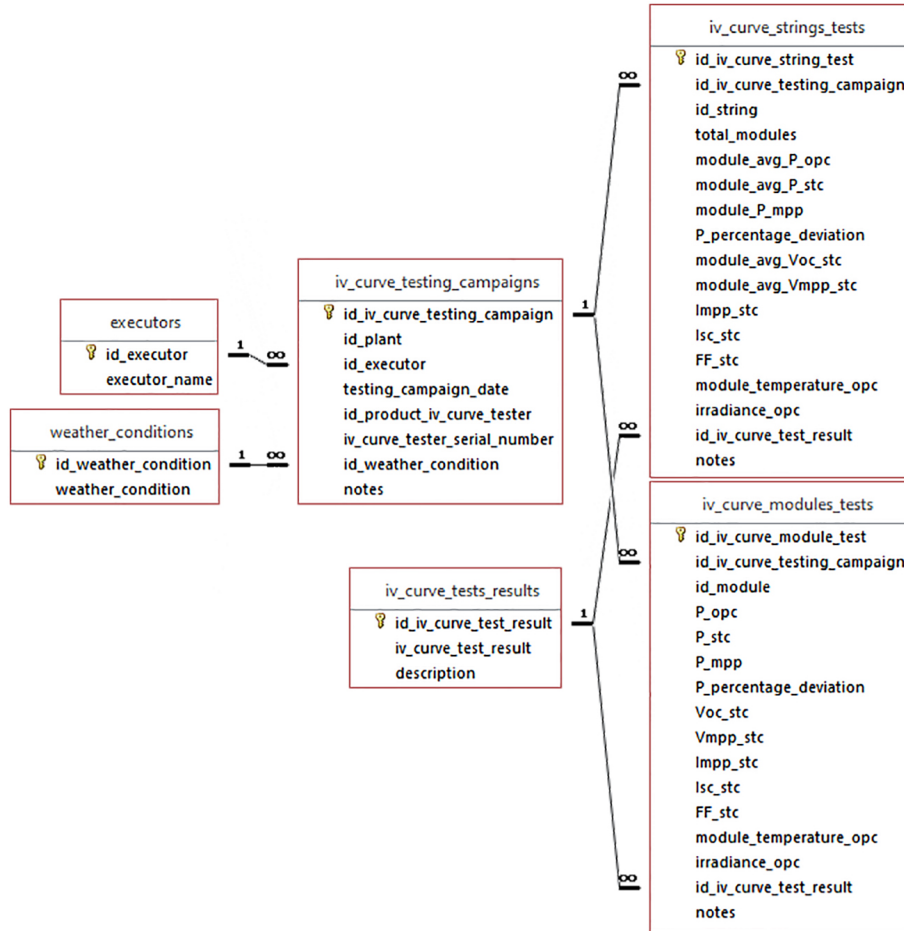 executors
id_executor
executor_name
weather_conditions
id_weather_condition
weather_condition
1
∞
1
∞
iv_curve_testing_campaigns
id_iv_curve_testing_campaign
id_plant
id_executor
testing_campaign_date
id_product_iv_curve_tester
iv_curve_tester_serial_number
id_weather_condition
notes
1
iv_curve_tests_results
id_iv_curve_test_result
iv_curve_test_result
description
1
∞
∞
∞
∞
iv_curve_strings_tests
id_iv_curve_string_test
id_iv_curve_testing_campaign
id_string
total_modules
module_avg_P_opc
module_avg_P_stc
module_P_mpp
P_percentage_deviation
module_avg_Voc_stc
module_avg_Vmpp_stc
Impp_stc
Isc_stc
FF_stc
module_temperature_opc
irradiance_opc
id_iv_curve_test_result
notes
iv_curve_modules_tests
id_iv_curve_module_test
id_iv_curve_testing_campaign
id_module
P_opc
P_stc
P_mpp
P_percentage_deviation
Voc_stc
Vmpp_stc
Impp_stc
Isc_stc
FF_stc
module_temperature_opc
irradiance_opc
id_iv_curve_test_result
notes